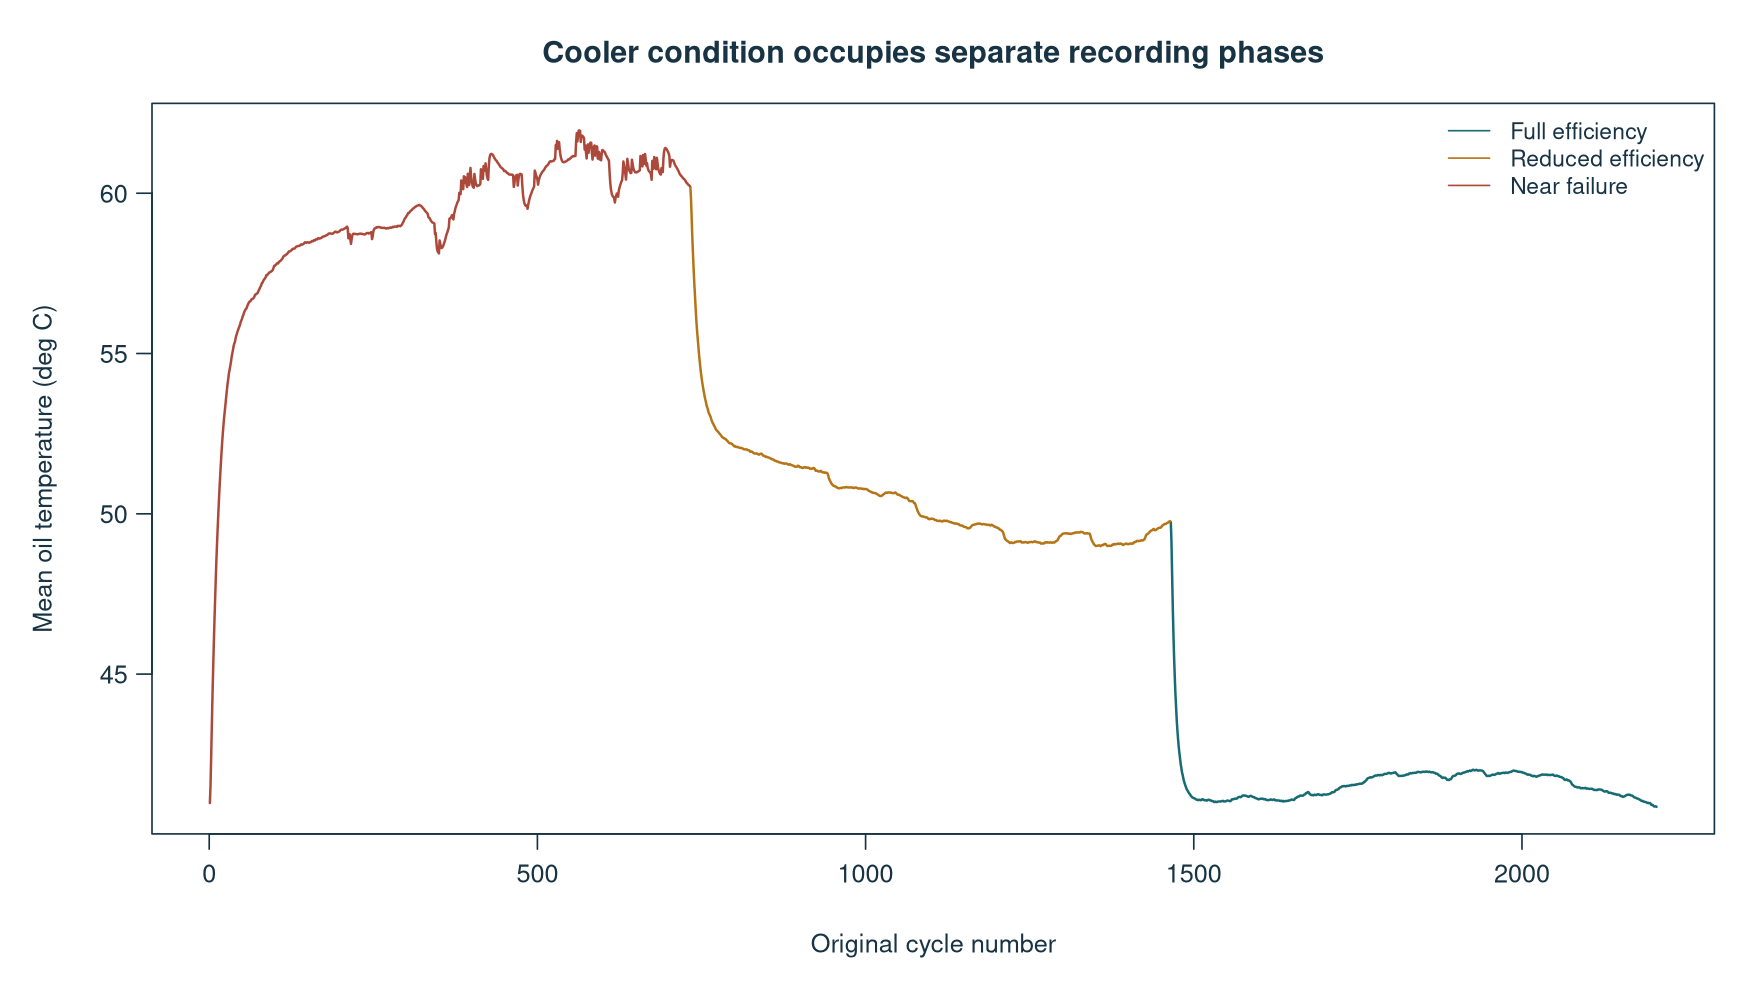 Cooler condition occupies separate recording phases
Full efficiency
Reduced efficiency
Near failure
Mean oil temperature (deg C)
60
55
50
45
0 500 1000 1500 2000
Original cycle number